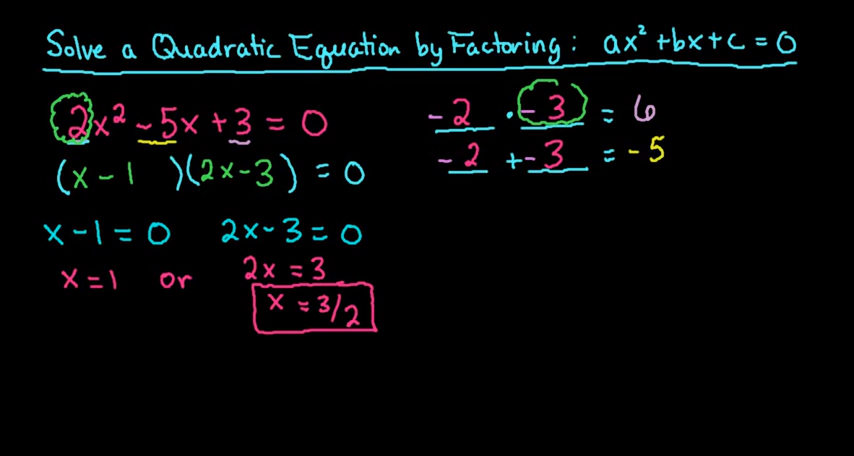 Solve a Quadratic Equation by Factoring: ax² + bx + c = 0
2x² - 5x + 3 = 0
(x - 1 )(2x - 3) = 0
x - 1 = 0 2x - 3 = 0
x = 1 or 2x = 3
x = 3/2
-2 · -3 = 6
-2 + -3 = -5